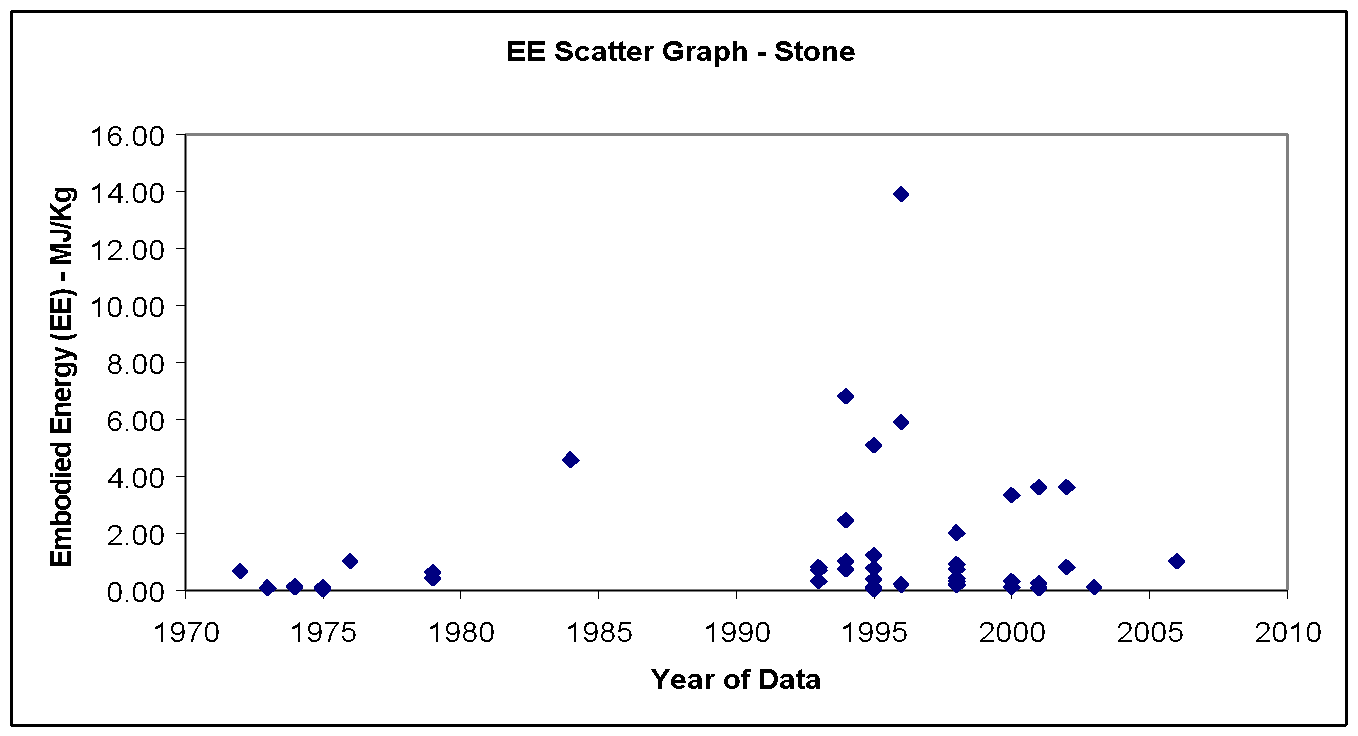 EE Scatter Graph - Stone
16.00
14.00
12.00
10.00
8.00
6.00
4.00
2.00
0.00
Embodied Energy (EE) - MJ/Kg
1970 1975 1980 1985 1990 1995 2000 2005 2010
Year of Data